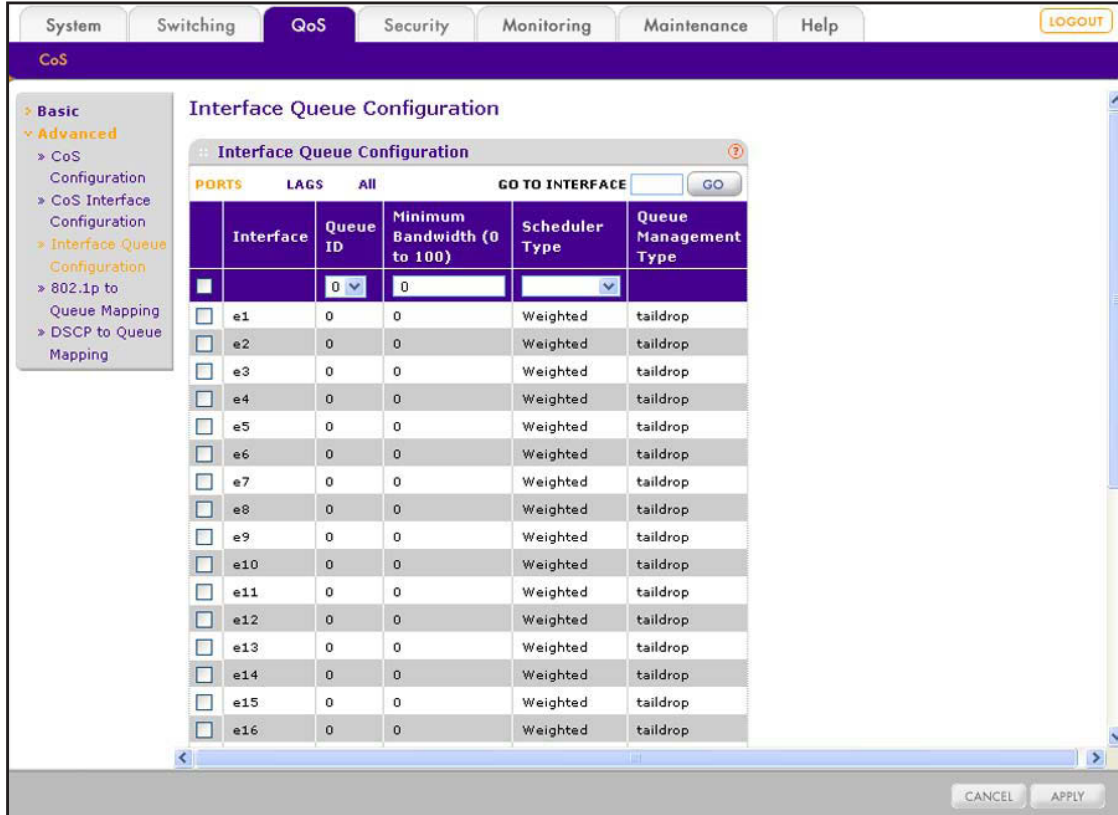 System Switching QoS Security Monitoring Maintenance Help LOGOUT
CoS
Basic
Advanced
» CoS
Configuration
» CoS Interface
Configuration
» Interface Queue
Configuration
» 802.1p to
Queue Mapping
» DSCP to Queue
Mapping
Interface Queue Configuration
Interface Queue Configuration ?
PORTS LAGS All GO TO INTERFACE GO
Interface Queue ID Minimum Bandwidth (0 to 100) Scheduler Type Queue Management Type
0 0
e1 0 0 Weighted taildrop
e2 0 0 Weighted taildrop
e3 0 0 Weighted taildrop
e4 0 0 Weighted taildrop
e5 0 0 Weighted taildrop
e6 0 0 Weighted taildrop
e7 0 0 Weighted taildrop
e8 0 0 Weighted taildrop
e9 0 0 Weighted taildrop
e10 0 0 Weighted taildrop
e11 0 0 Weighted taildrop
e12 0 0 Weighted taildrop
e13 0 0 Weighted taildrop
e14 0 0 Weighted taildrop
e15 0 0 Weighted taildrop
e16 0 0 Weighted taildrop
CANCEL APPLY